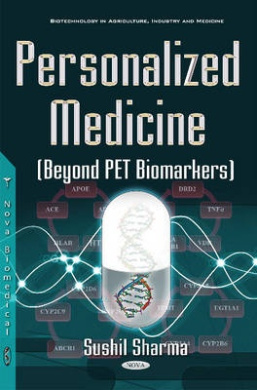 BIOTECHNOLOGY IN AGRICULTURE, INDUSTRY AND MEDICINE
Personalized
Medicine
(Beyond PET Biomarkers)
APOE
DRD2
ACE
TNFα
CYP2C9
UGT1A1
ABCB1
CYP2B6
Nova Biomedical
Sushil Sharma
NOVA